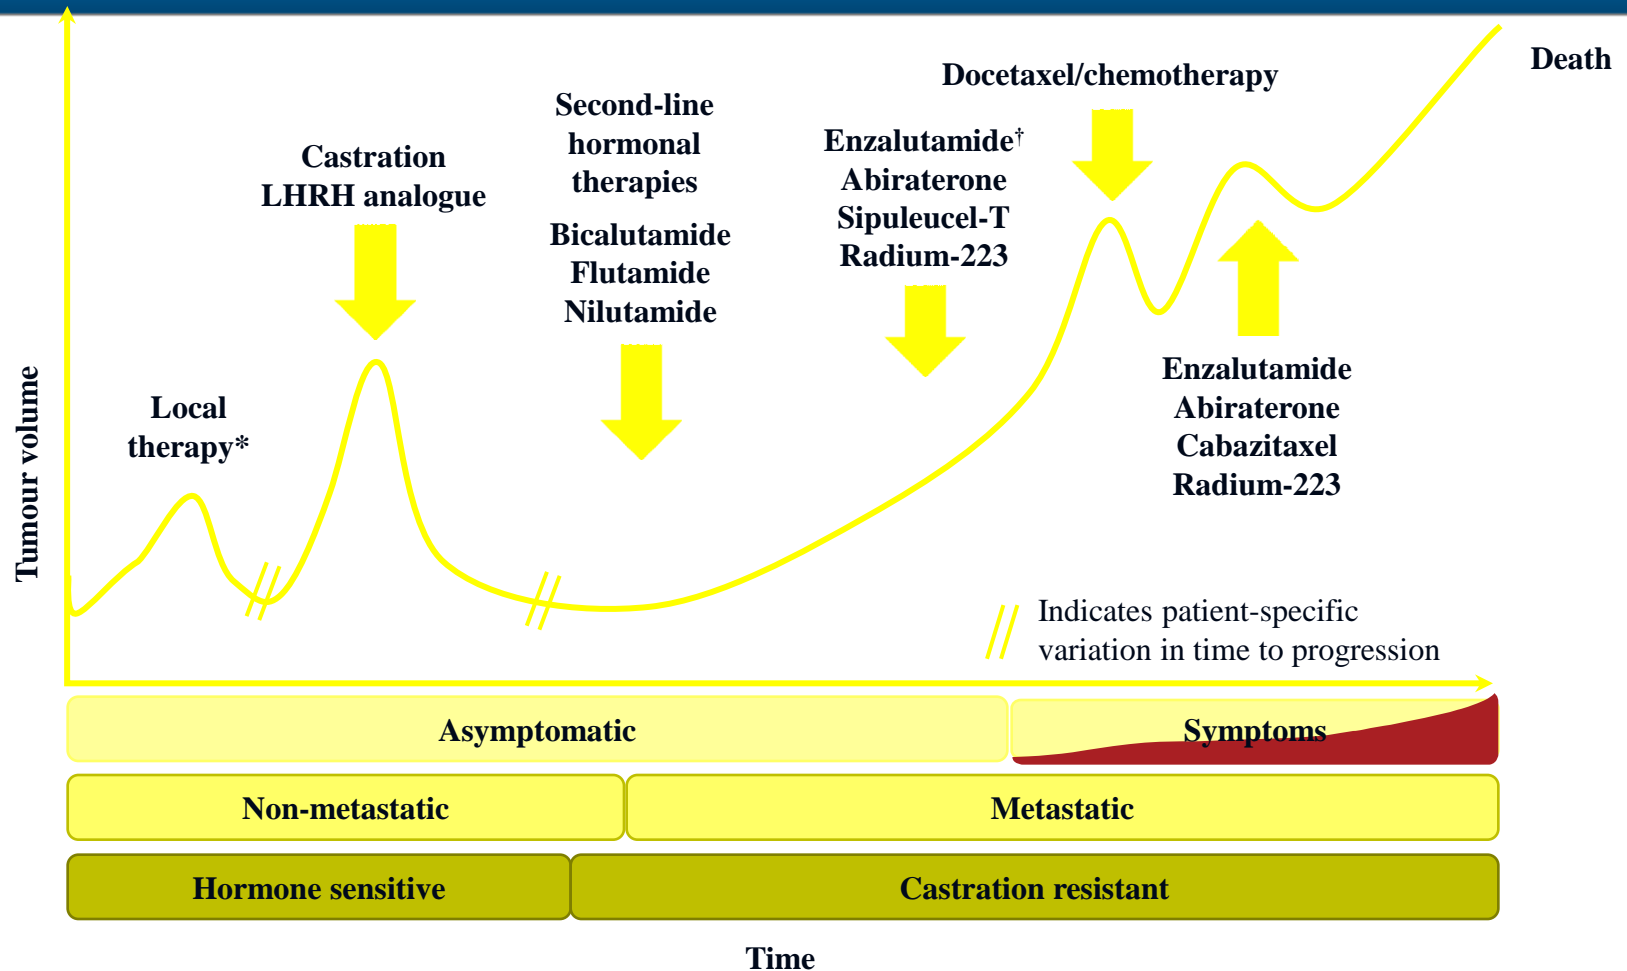 Death
Docetaxel/chemotherapy
Second-line
hormonal
therapies
Bicalutamide
Flutamide
Nilutamide
Enzalutamide†
Abiraterone
Sipuleucel-T
Radium-223
Castration
LHRH analogue
Local
therapy*
Enzalutamide
Abiraterone
Cabazitaxel
Radium-223
Tumour volume
Indicates patient-specific
variation in time to progression
Asymptomatic
Symptoms
Non-metastatic
Metastatic
Hormone sensitive
Castration resistant
Time